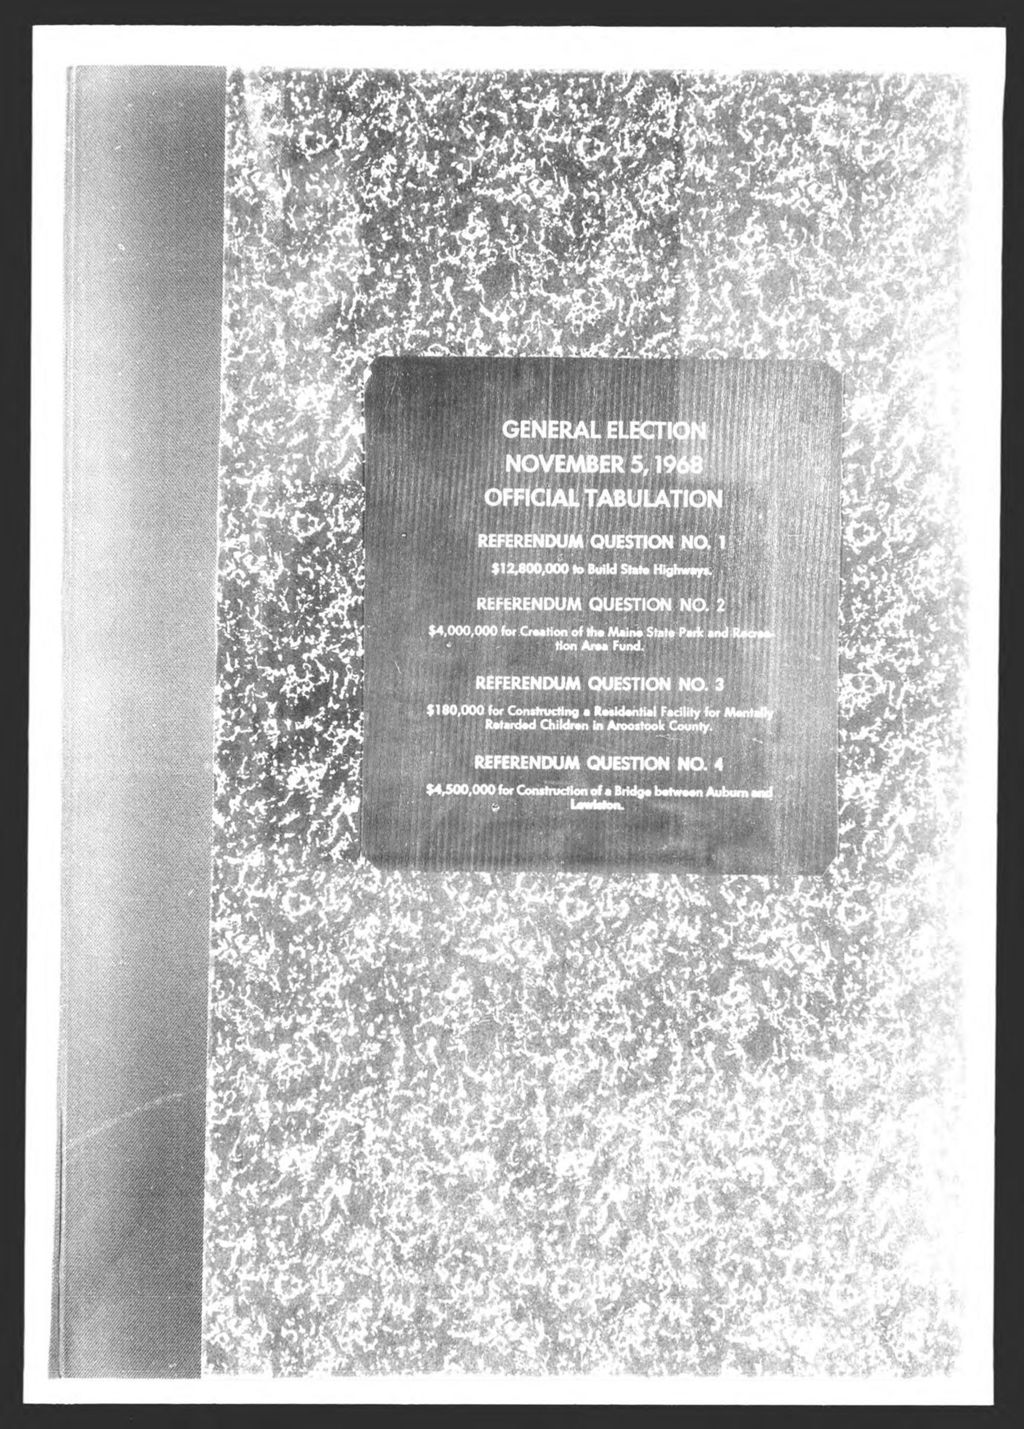 GENERAL ELECTION
NOVEMBER 5, 1968
OFFICIAL TABULATION
REFERENDUM QUESTION NO. 1
$12,800,000 to Build State Highways.
REFERENDUM QUESTION NO. 2
$4,000,000 for Creation of the Maine State Park and Recrea-
tion Area Fund.
REFERENDUM QUESTION NO. 3
$180,000 for Constructing a Residential Facility for Mentally
Retarded Children in Aroostook County.
REFERENDUM QUESTION NO. 4
$4,500,000 for Construction of a Bridge between Auburn and
Lewiston.